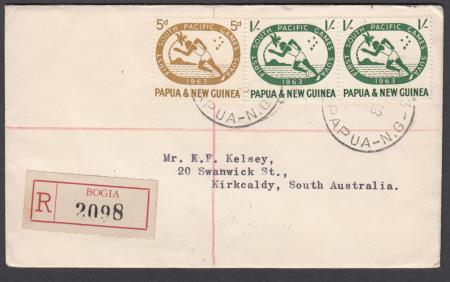 5d 5d
FIRST SOUTH PACIFIC GAMES SUVA
1963
PAPUA & NEW GUINEA
1/- 1/-
FIRST SOUTH PACIFIC GAMES SUVA
1963
PAPUA & NEW GUINEA
1/- 1/-
FIRST SOUTH PACIFIC GAMES SUVA
1963
PAPUA & NEW GUINEA
PAPUA-N.G.
63
PAPUA-N.G-
Mr. K.F. Kelsey,
20 Swanwick St.,
Kirkcaldy, South Australia.
R
BOGIA
2098